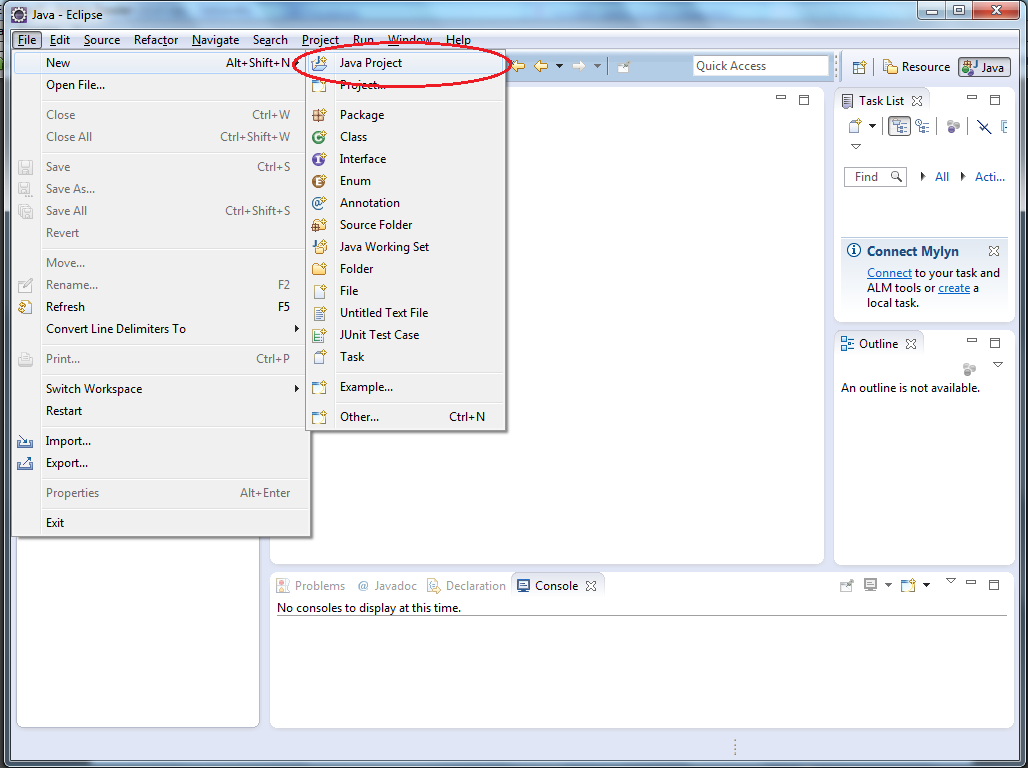 Java - Eclipse
File Edit Source Refactor Navigate Search Project Run Window Help
New Alt+Shift+N
Open File...
Close Ctrl+W
Close All Ctrl+Shift+W
Save Ctrl+S
Save As...
Save All Ctrl+Shift+S
Revert
Move...
Rename... F2
Refresh F5
Convert Line Delimiters To
Print... Ctrl+P
Switch Workspace
Restart
Import...
Export...
Properties Alt+Enter
Exit
Java Project
Project...
Package
Class
Interface
Enum
Annotation
Source Folder
Java Working Set
Folder
File
Untitled Text File
JUnit Test Case
Task
Example...
Other... Ctrl+N
Quick Access
Resource Java
Task List
Find All Acti...
Connect Mylyn
Connect to your task and
ALM tools or create a
local task.
Outline
An outline is not available.
Problems @ Javadoc Declaration Console
No consoles to display at this time.